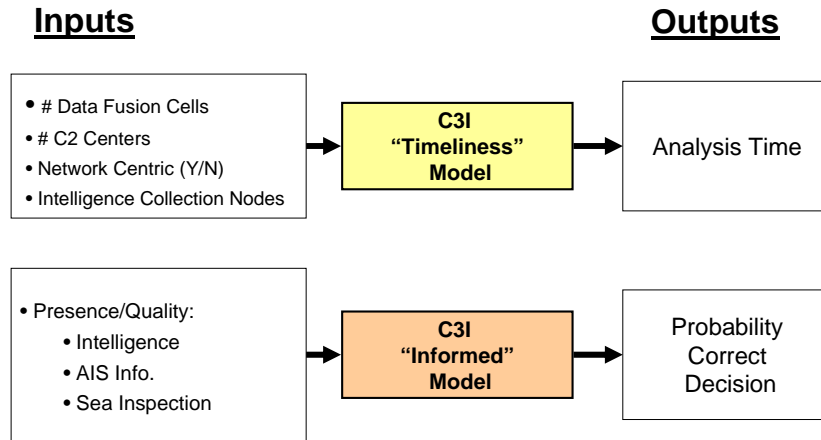 Inputs
Outputs
• # Data Fusion Cells
• # C2 Centers
• Network Centric (Y/N)
• Intelligence Collection Nodes
C3I
“Timeliness”
Model
Analysis Time
• Presence/Quality:
• Intelligence
• AIS Info.
• Sea Inspection
C3I
“Informed”
Model
Probability
Correct
Decision